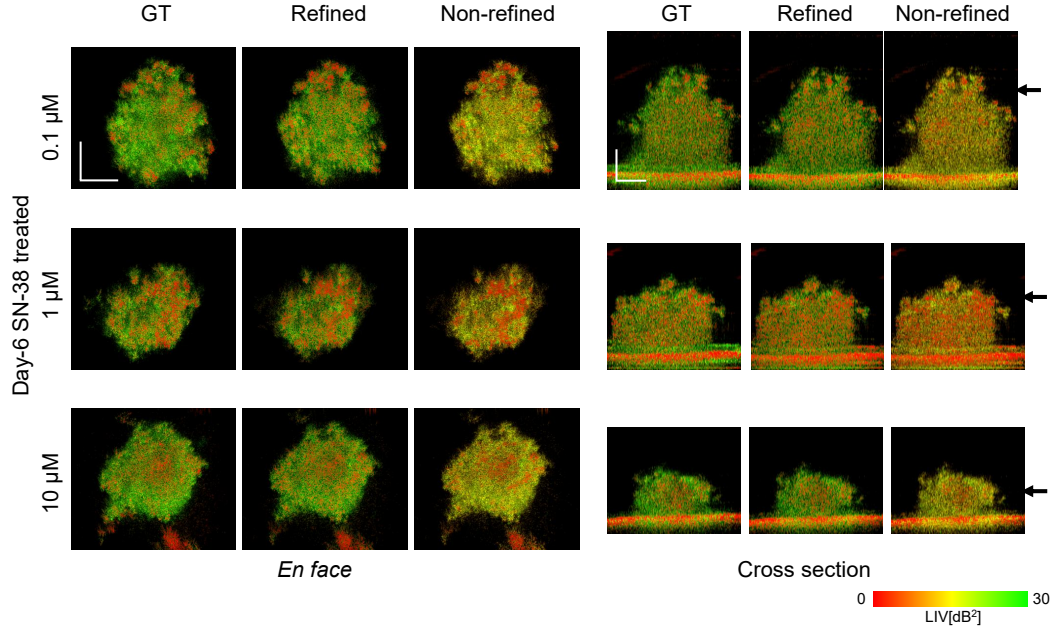 GT Refined Non-refined GT Refined Non-refined
Day-6 SN-38 treated
0.1 µM
1 µM
10 µM
En face Cross section
0 30
LIV[dB²]